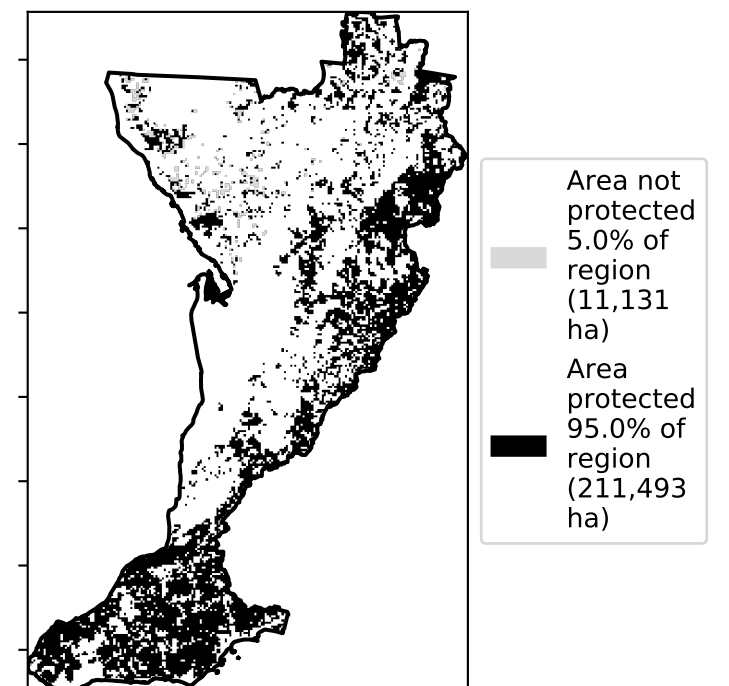 Area not
protected
5.0% of
region
(11,131
ha)
Area
protected
95.0% of
region
(211,493
ha)